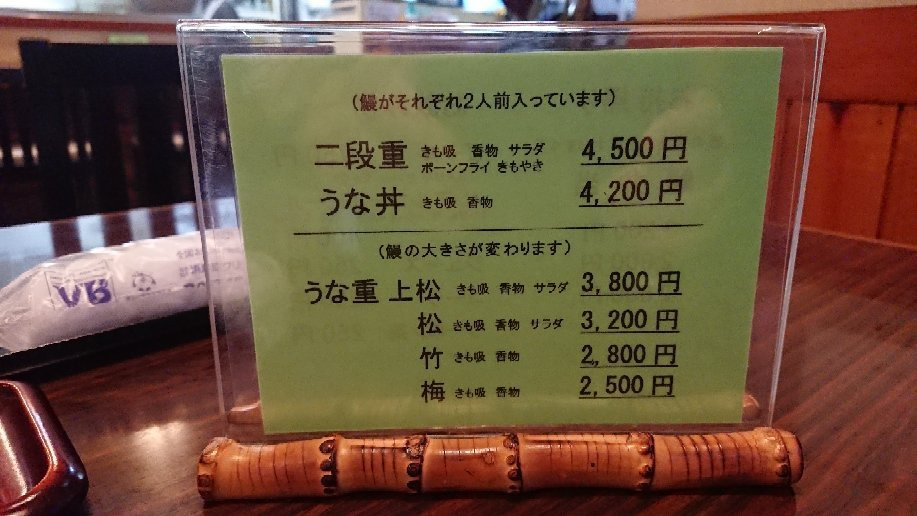 （鰻がそれぞれ2人前入っています）
二段重 きも吸 香物 サラダ 4,500円
ボーンフライ きもやき
うな丼 きも吸 香物 4,200円
（鰻の大きさが変わります）
うな重 上松 きも吸 香物 サラダ 3,800円
松 きも吸 香物 サラダ 3,200円
竹 きも吸 香物 2,800円
梅 きも吸 香物 2,500円